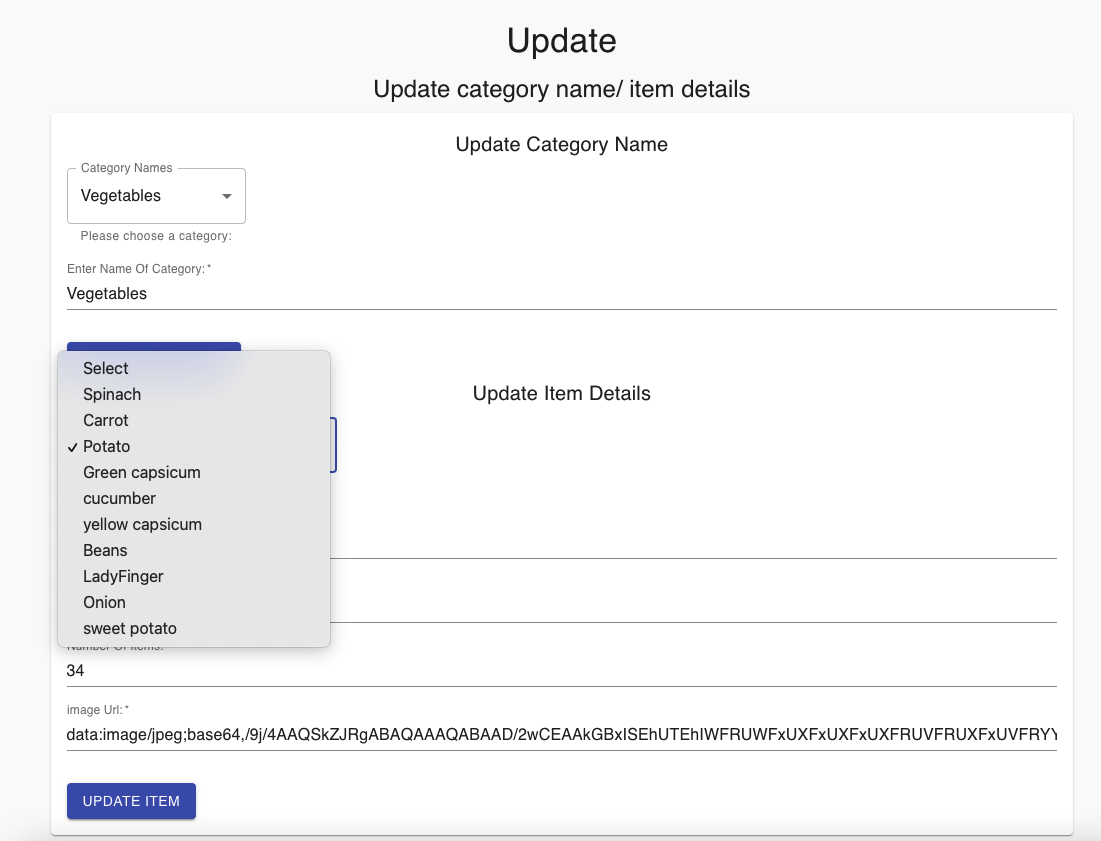 Update
Update category name/ item details
Update Category Name
Category Names
Vegetables
Please choose a category:
Enter Name Of Category:*
Vegetables
Update Item Details
Select
Spinach
Carrot
✓ Potato
Green capsicum
cucumber
yellow capsicum
Beans
LadyFinger
Onion
sweet potato
Number Of Items:
34
image Url:*
data:image/jpeg;base64,/9j/4AAQSkZJRgABAQAAAQABAAD/2wCEAAkGBxISEhUTEhIWFRUWFxUXFxUXFxUXFRUVFRUXFxUVFRYY
UPDATE ITEM